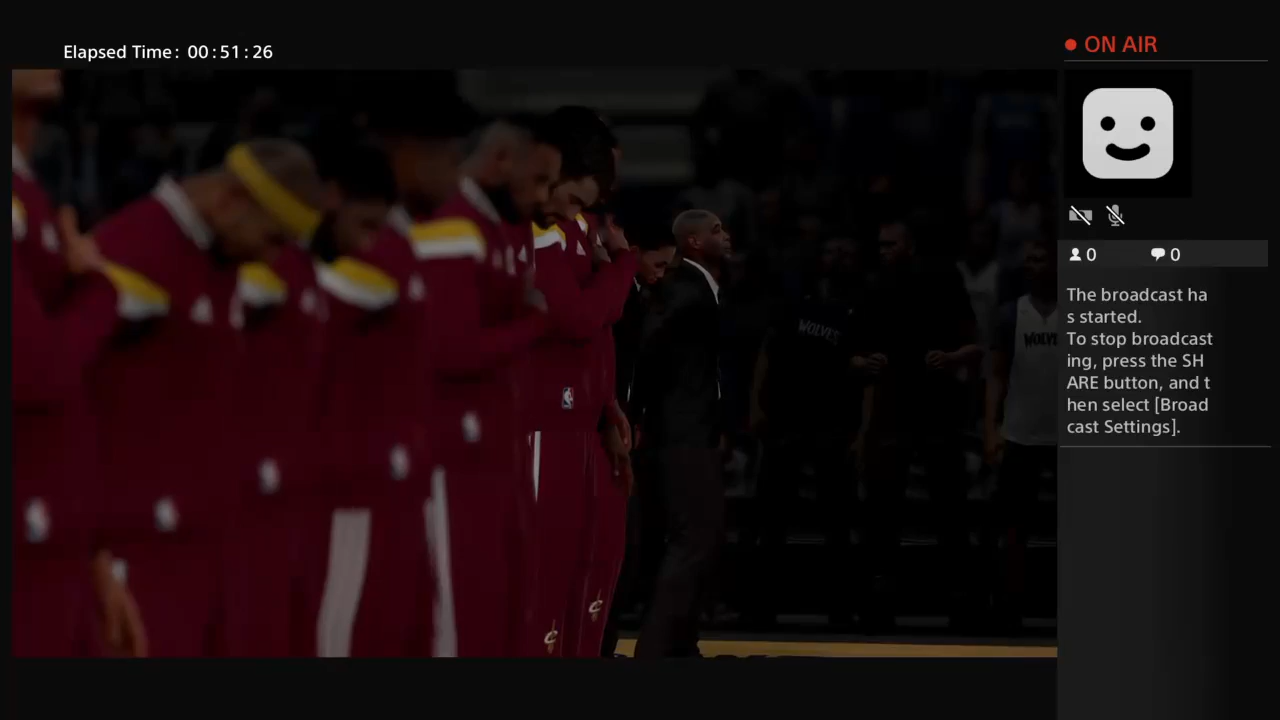 Elapsed Time: 00:51:26
ON AIR
0 0
The broadcast ha
s started.
To stop broadcast
ing, press the SH
ARE button, and t
hen select [Broad
cast Settings].
WOLVES
WOLVE